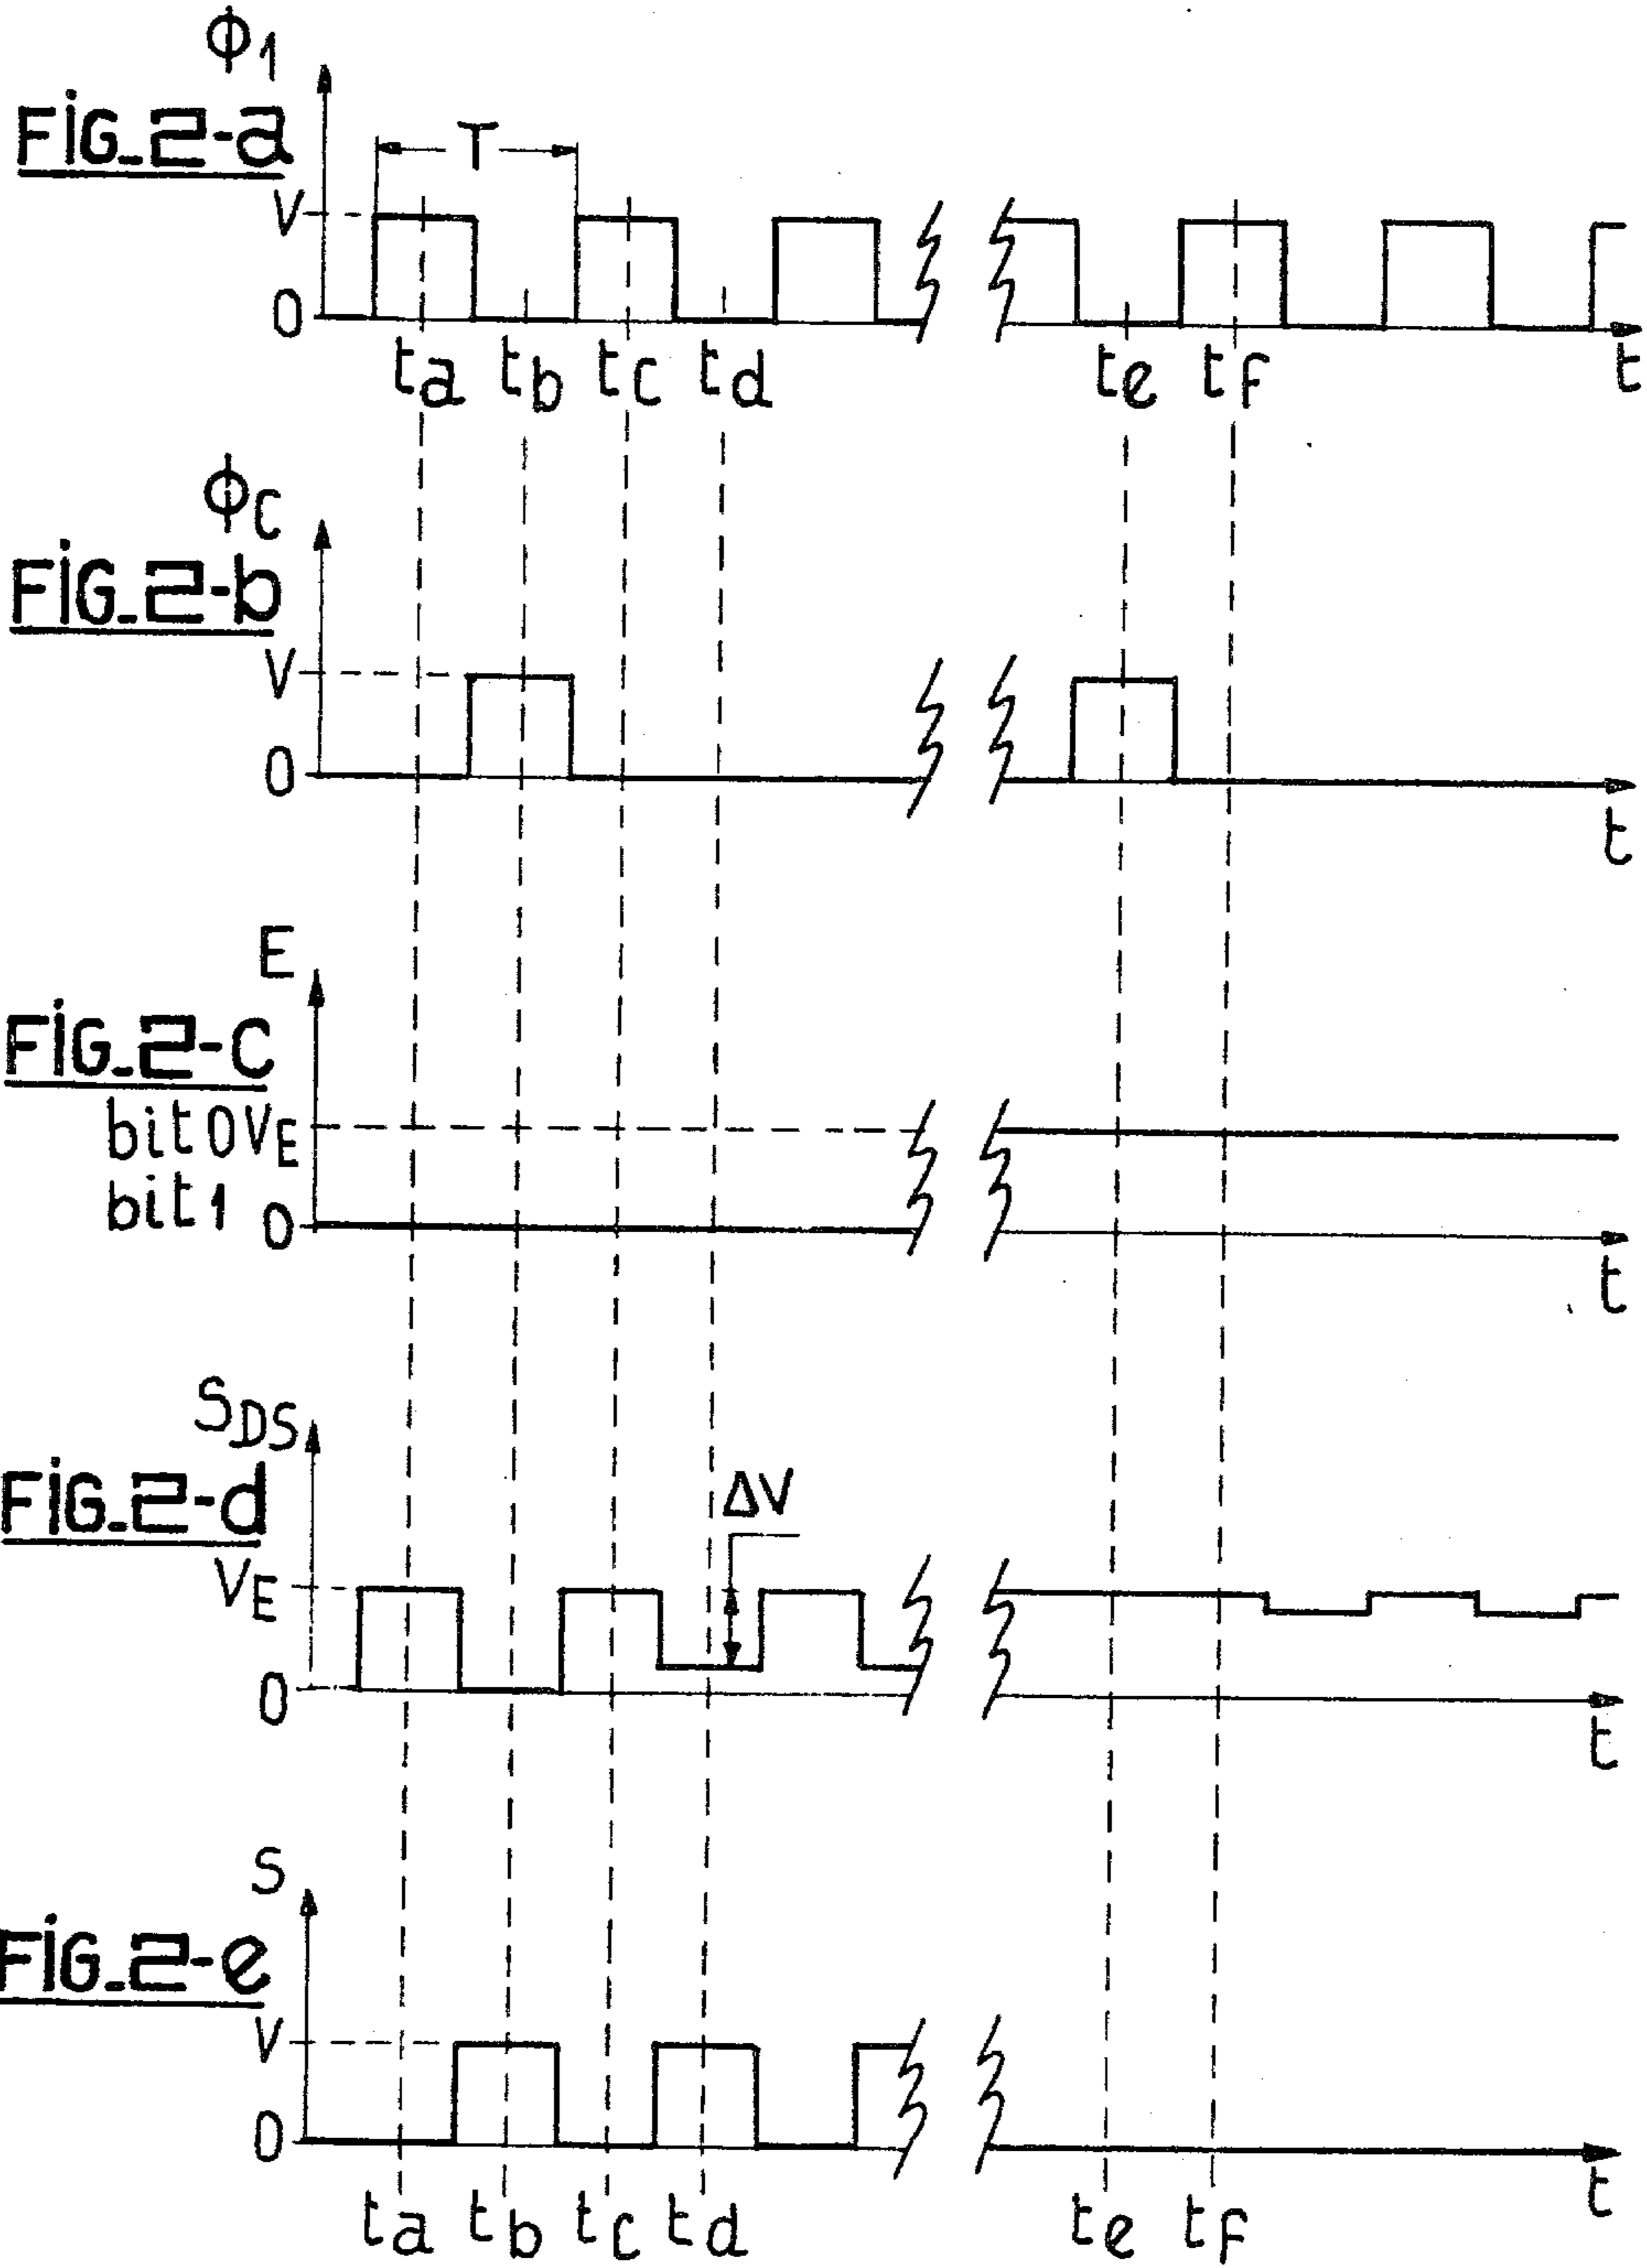 ϕ1
FIG_2-a
T
V
0
ta tb tc td te tf t
ϕC
FIG_2-b
V
0
t
E
FIG_2-c
bit 0 VE
bit 1 0
t
SDS
FIG_2-d
ΔV
VE
0
t
S
FIG_2-e
V
0
t
ta tb tc td te tf